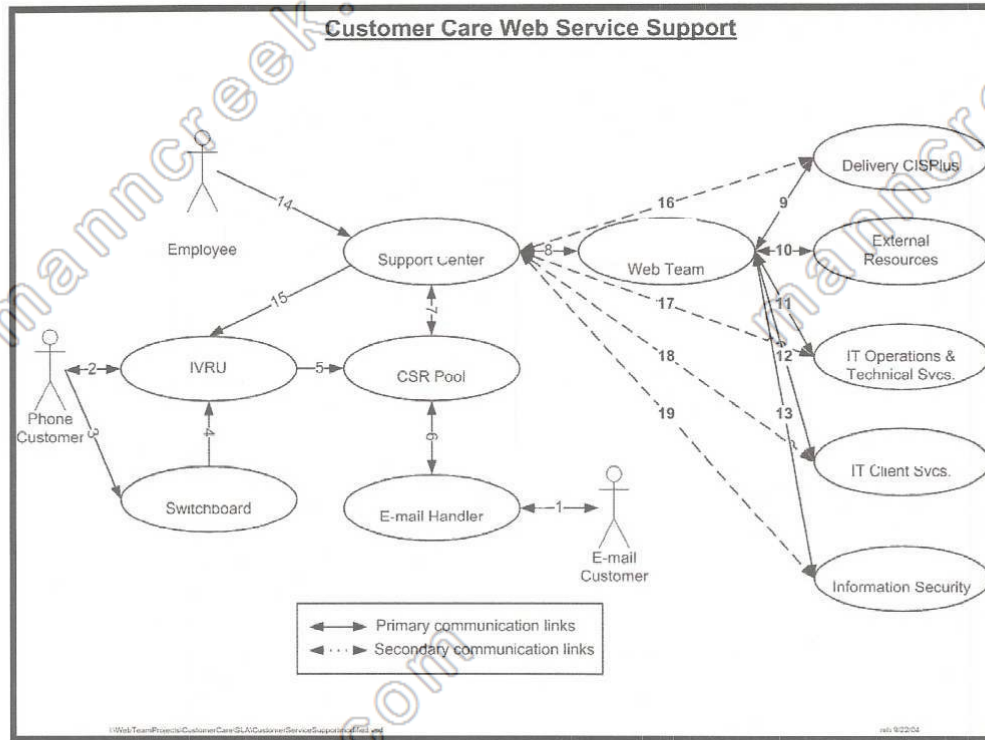 Customer Care Web Service Support
manncreek.
manncre
com
Employee
14
Support Center
15
IVRU
2
Phone
Customer
3
4
5
Switchboard
7
CSR Pool
6
E-mail Handler
1
E-mail
Customer
8
Web Team
16
17
18
19
9
10
11
12
13
Delivery CISPlus
External
Resources
IT Operations &
Technical Svcs.
IT Client Svcs.
Information Security
Primary communication links
Secondary communication links